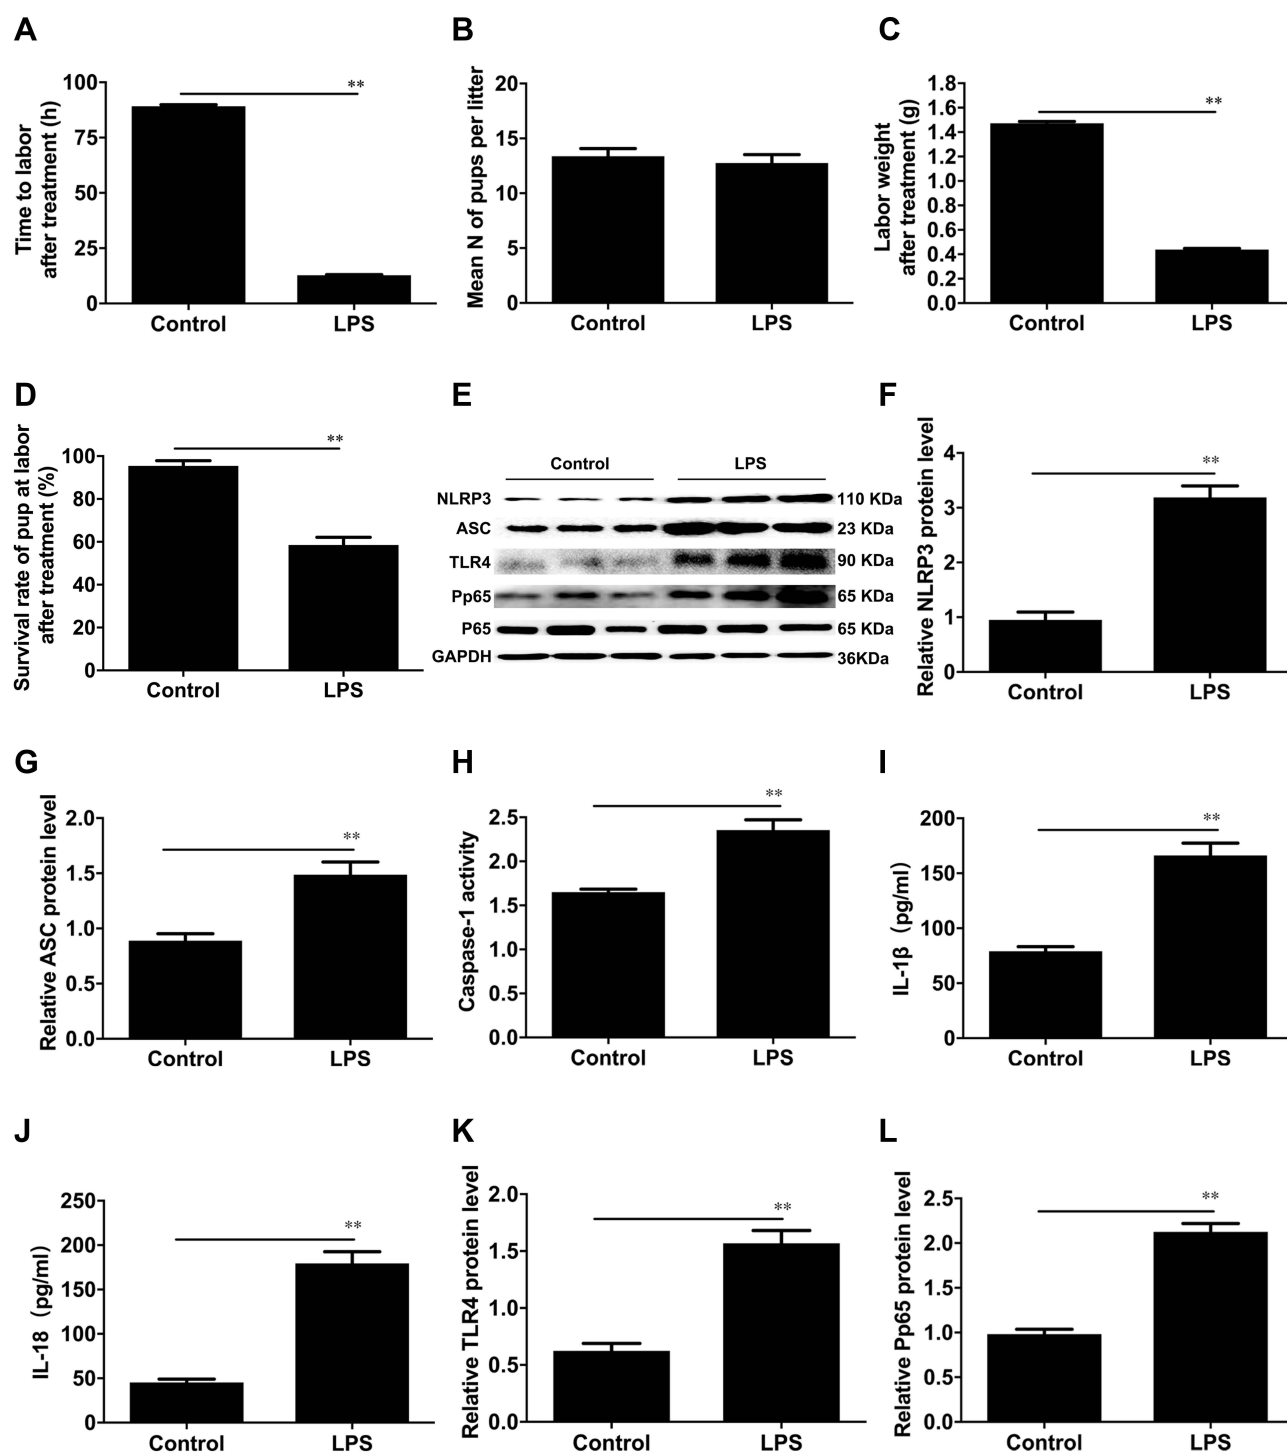 A
Time to labor
after treatment (h)
100
75
50
25
0
**
Control LPS
B
Mean N of pups per litter
20
15
10
5
0
Control LPS
C
Labor weight
after treatment (g)
1.8
1.6
1.4
1.2
1.0
0.8
0.6
0.4
0.2
0.0
**
Control LPS
D
Survival rate of pup at labor
after treatment (%)
100
80
60
40
20
0
**
Control LPS
E
Control LPS
NLRP3 110 KDa
ASC 23 KDa
TLR4 90 KDa
Pp65 65 KDa
P65 65 KDa
GAPDH 36KDa
F
Relative NLRP3 protein level
4
3
2
1
0
**
Control LPS
G
Relative ASC protein level
2.0
1.5
1.0
0.5
0.0
**
Control LPS
H
Caspase-1 activity
2.5
2.0
1.5
1.0
0.5
0.0
**
Control LPS
I
IL-1β (pg/ml)
200
150
100
50
0
**
Control LPS
J
IL-18 (pg/ml)
250
200
150
100
50
0
**
Control LPS
K
Relative TLR4 protein level
2.0
1.5
1.0
0.5
0.0
**
Control LPS
L
Relative Pp65 protein level
2.5
2.0
1.5
1.0
0.5
0.0
**
Control LPS